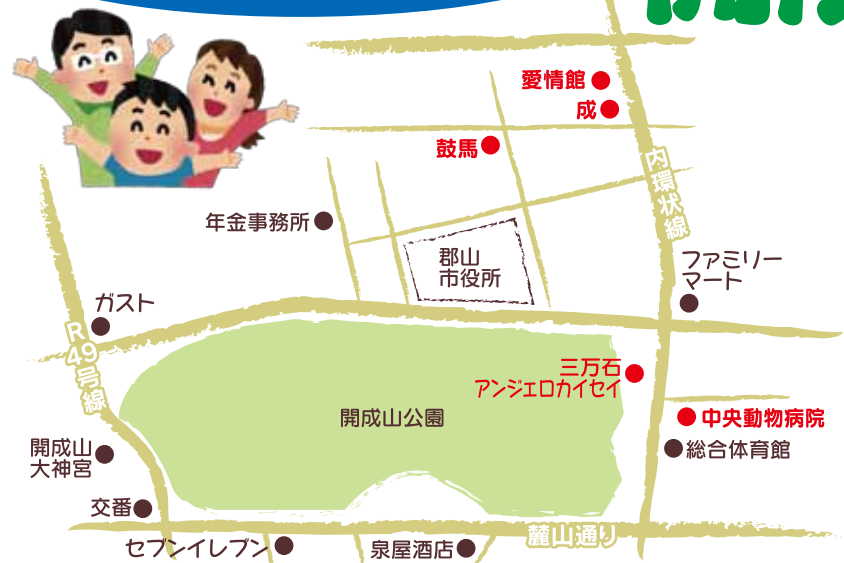 愛情館
成
鼓馬
内環状線
年金事務所
郡山
市役所
ファミリー
マート
ガスト
R49号線
三万石
アンジェロカイセイ
開成山公園
中央動物病院
総合体育館
開成山
大神宮
交番
セブンイレブン
泉屋酒店
麓山通り